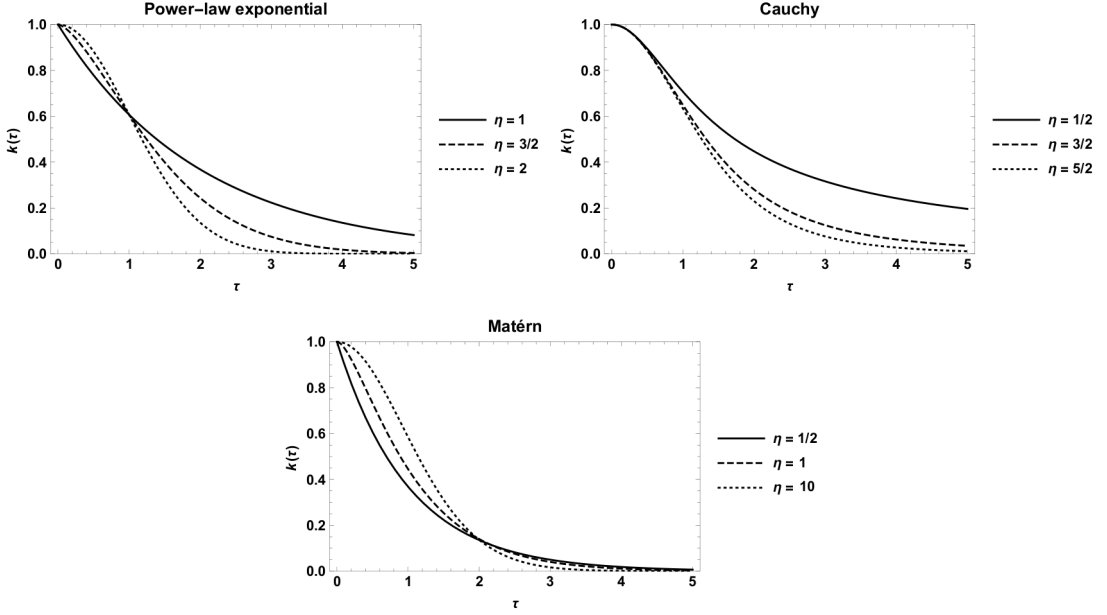 Power–law exponential
1.0
0.8
0.6
0.4
0.2
0.0
k(τ)
0 1 2 3 4 5
τ
η = 1
η = 3/2
η = 2
Cauchy
1.0
0.8
0.6
0.4
0.2
0.0
k(τ)
0 1 2 3 4 5
τ
η = 1/2
η = 3/2
η = 5/2
Matérn
1.0
0.8
0.6
0.4
0.2
0.0
k(τ)
0 1 2 3 4 5
τ
η = 1/2
η = 1
η = 10